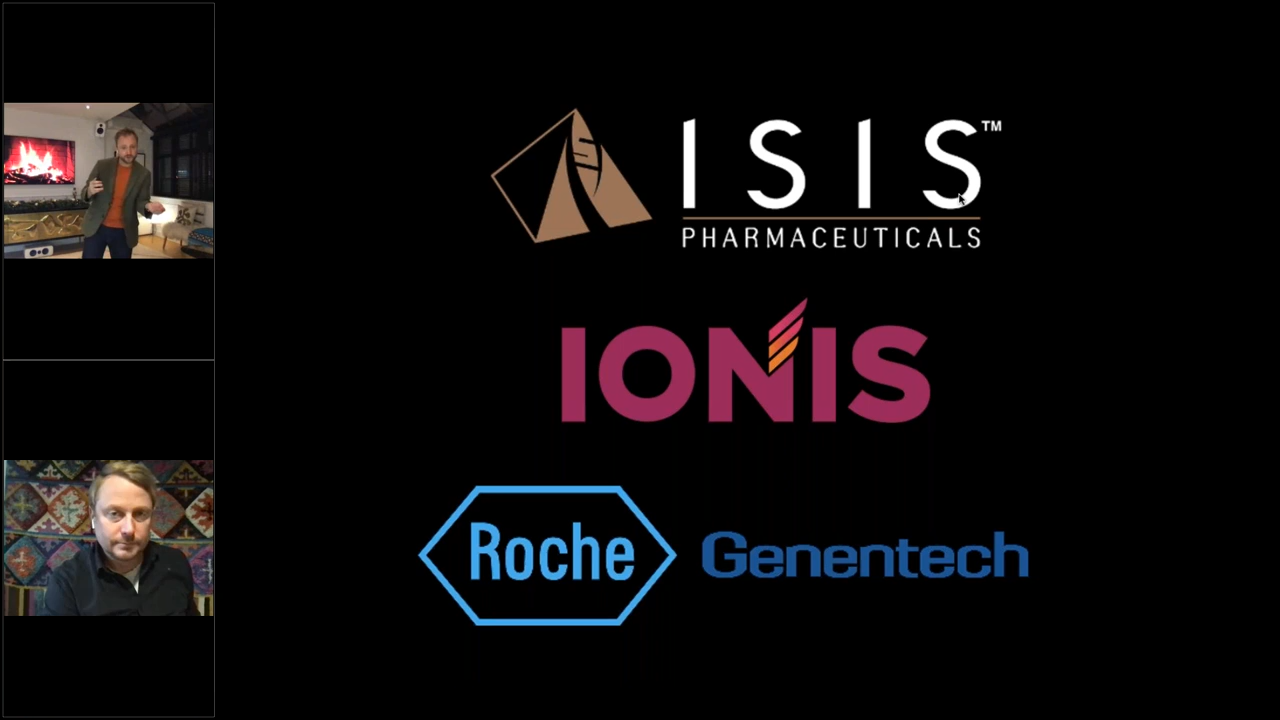 ISIS™
PHARMACEUTICALS
IONIS
Roche
Genentech